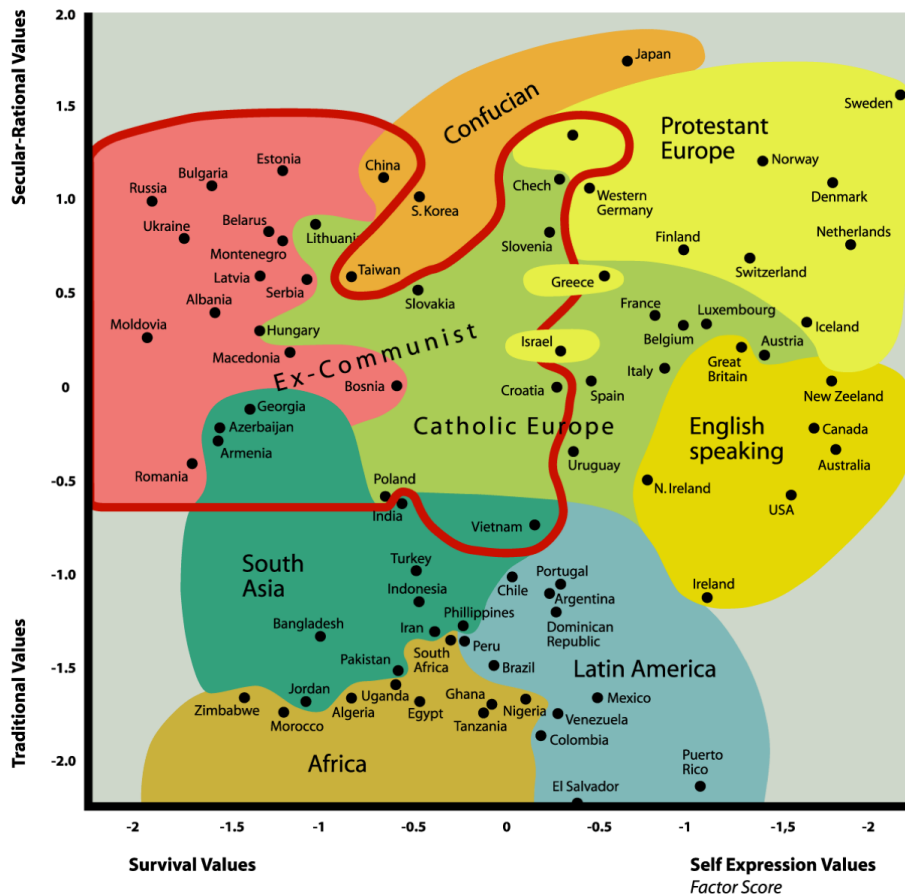 Secular-Rational Values
Traditional Values
2.0
1.5
1.0
0.5
0
-0.5
-1.0
-1.5
-2.0
Japan
Confucian
Sweden
Protestant
Europe
Estonia
China
Norway
Bulgaria
Russia
S. Korea
Chech
Western
Germany
Denmark
Ukraine
Belarus
Montenegro
Lithuania
Slovenia
Finland
Netherlands
Switzerland
Latvia
Serbia
Taiwan
Greece
Albania
Slovakia
France
Luxembourg
Iceland
Moldovia
Hungary
Belgium
Austria
Macedonia
Ex-Communist
Israel
Italy
Great
Britain
Bosnia
Croatia
Spain
New Zeeland
Georgia
Azerbaijan
Armenia
Catholic Europe
English
speaking
Canada
Australia
Uruguay
Romania
Poland
India
N. Ireland
USA
Vietnam
South
Asia
Turkey
Indonesia
Chile
Portugal
Argentina
Dominican
Republic
Ireland
Bangladesh
Iran
Phillippines
South
Africa
Peru
Pakistan
Brazil
Latin America
Zimbabwe
Jordan
Morocco
Algeria
Uganda
Egypt
Ghana
Tanzania
Nigeria
Mexico
Venezuela
Colombia
Africa
Puerto
Rico
El Salvador
-2
-1.5
-1
-0.5
0
-0.5
-1
-1,5
-2
Survival Values
Self Expression Values
Factor Score